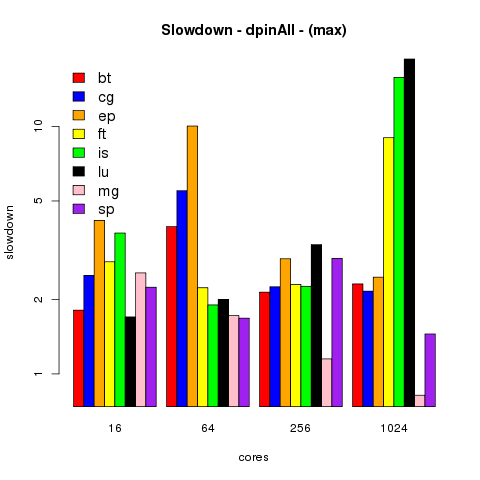 Slowdown - dpinAll - (max)
bt
cg
ep
ft
is
lu
mg
sp
slowdown
10
5
2
1
16 64 256 1024
cores